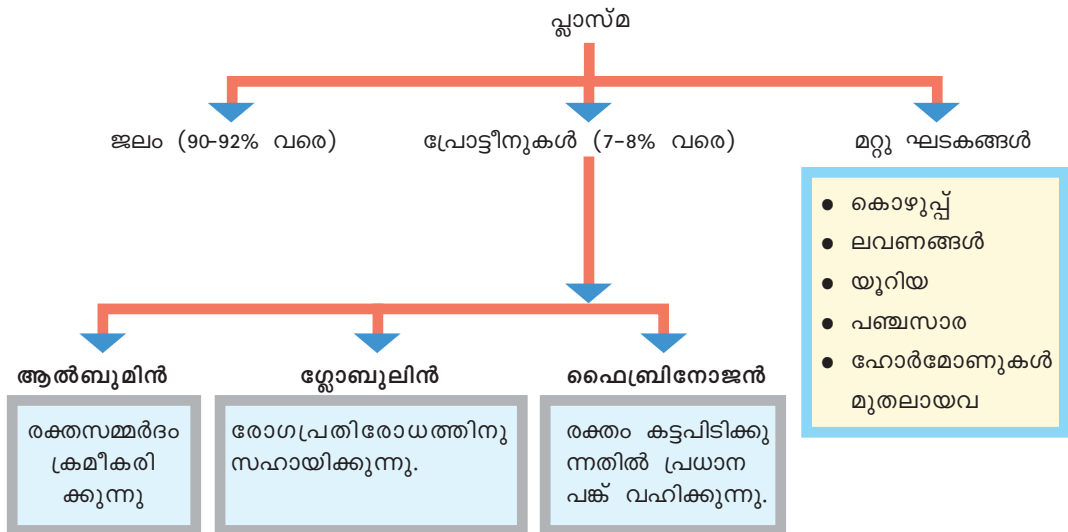 പ്ലാസ്മ
ജലം (90-92% വരെ)
പ്രോട്ടീനുകൾ (7-8% വരെ)
മറ്റു ഘടകങ്ങൾ
● കൊഴുപ്പ്
● ലവണങ്ങൾ
● യൂറിയ
● പഞ്ചസാര
● ഹോർമോണുകൾ
മുതലായവ
ആൽബുമിൻ
രക്തസമ്മർദം
ക്രമീകരി
ക്കുന്നു
ഗ്ലോബുലിൻ
രോഗപ്രതിരോധത്തിനു
സഹായിക്കുന്നു.
ഫൈബ്രിനോജൻ
രക്തം കട്ടപിടിക്കു
ന്നതിൽ പ്രധാന
പങ്ക് വഹിക്കുന്നു.